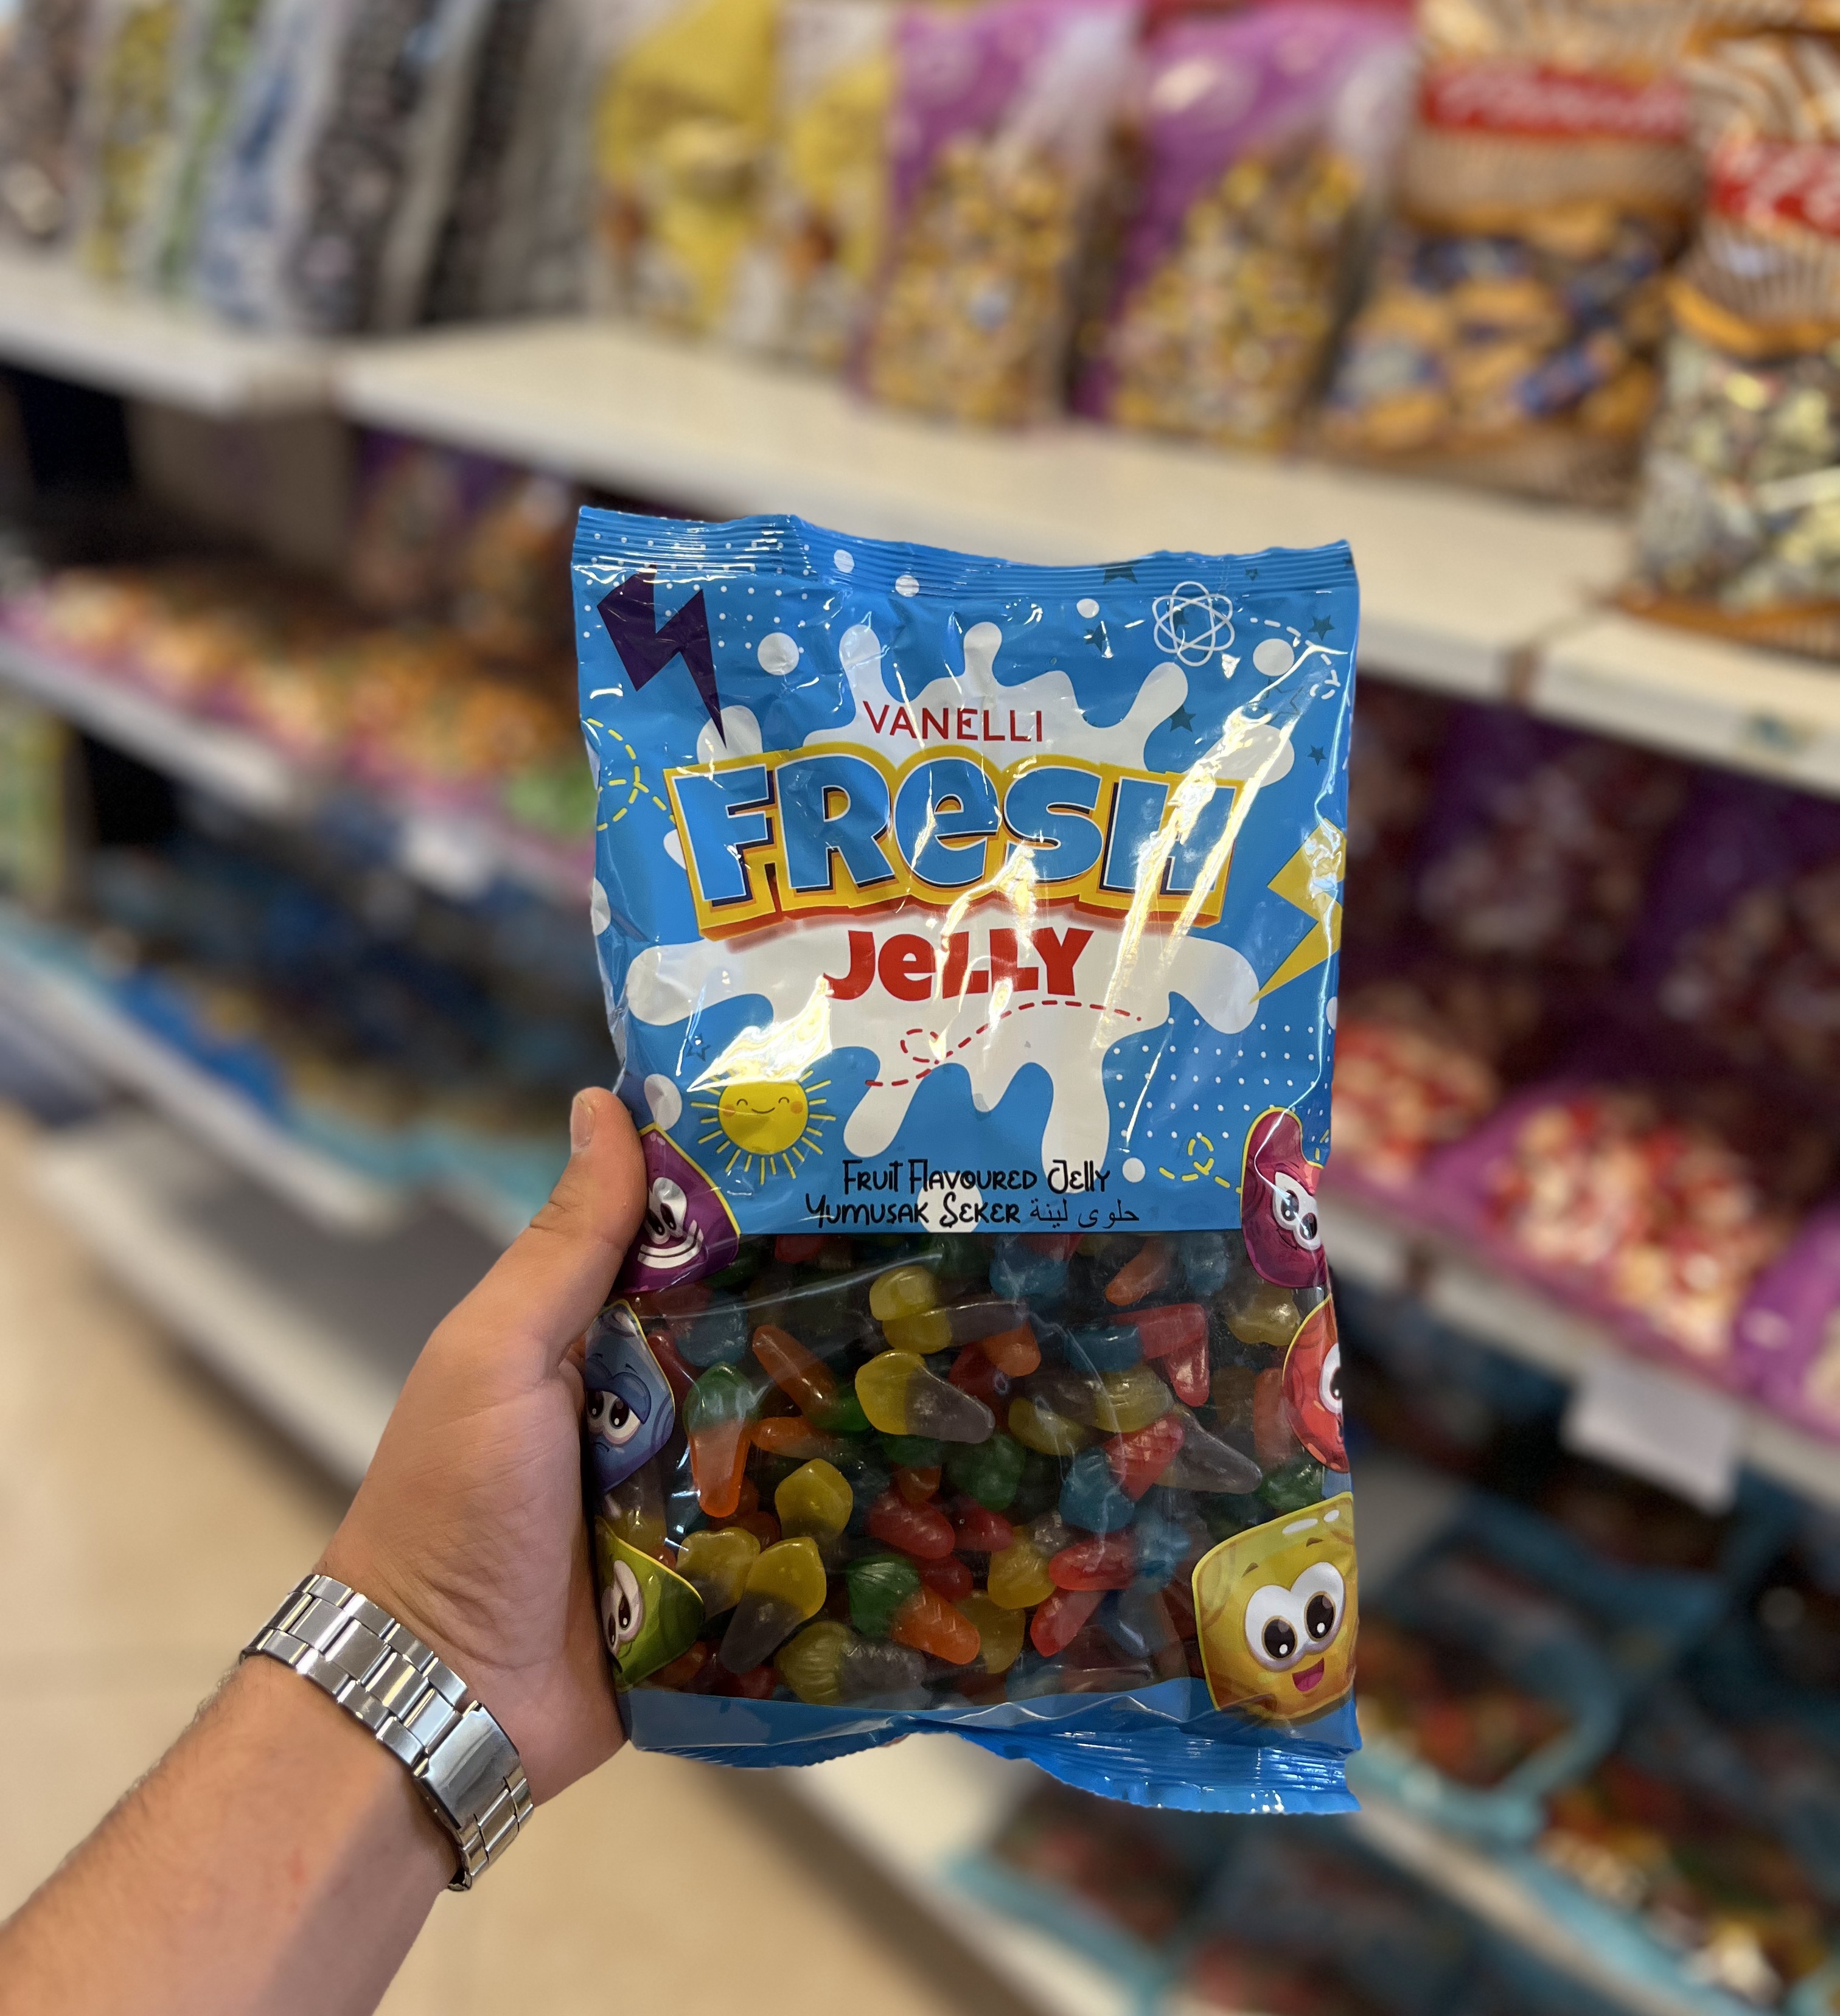 VANELLI
FRESH
JELLY
FRUIT FLAVOURED JELLY
YUMUŞAK ŞEKER حلوى لينة